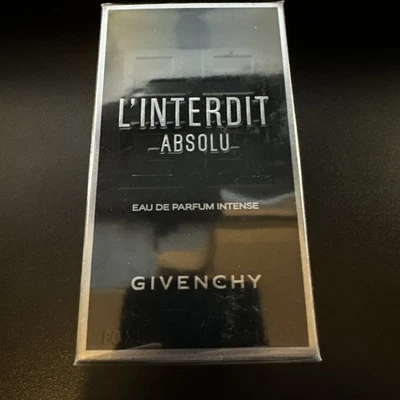 L'INTERDIT
ABSOLU
EAU DE PARFUM INTENSE
GIVENCHY